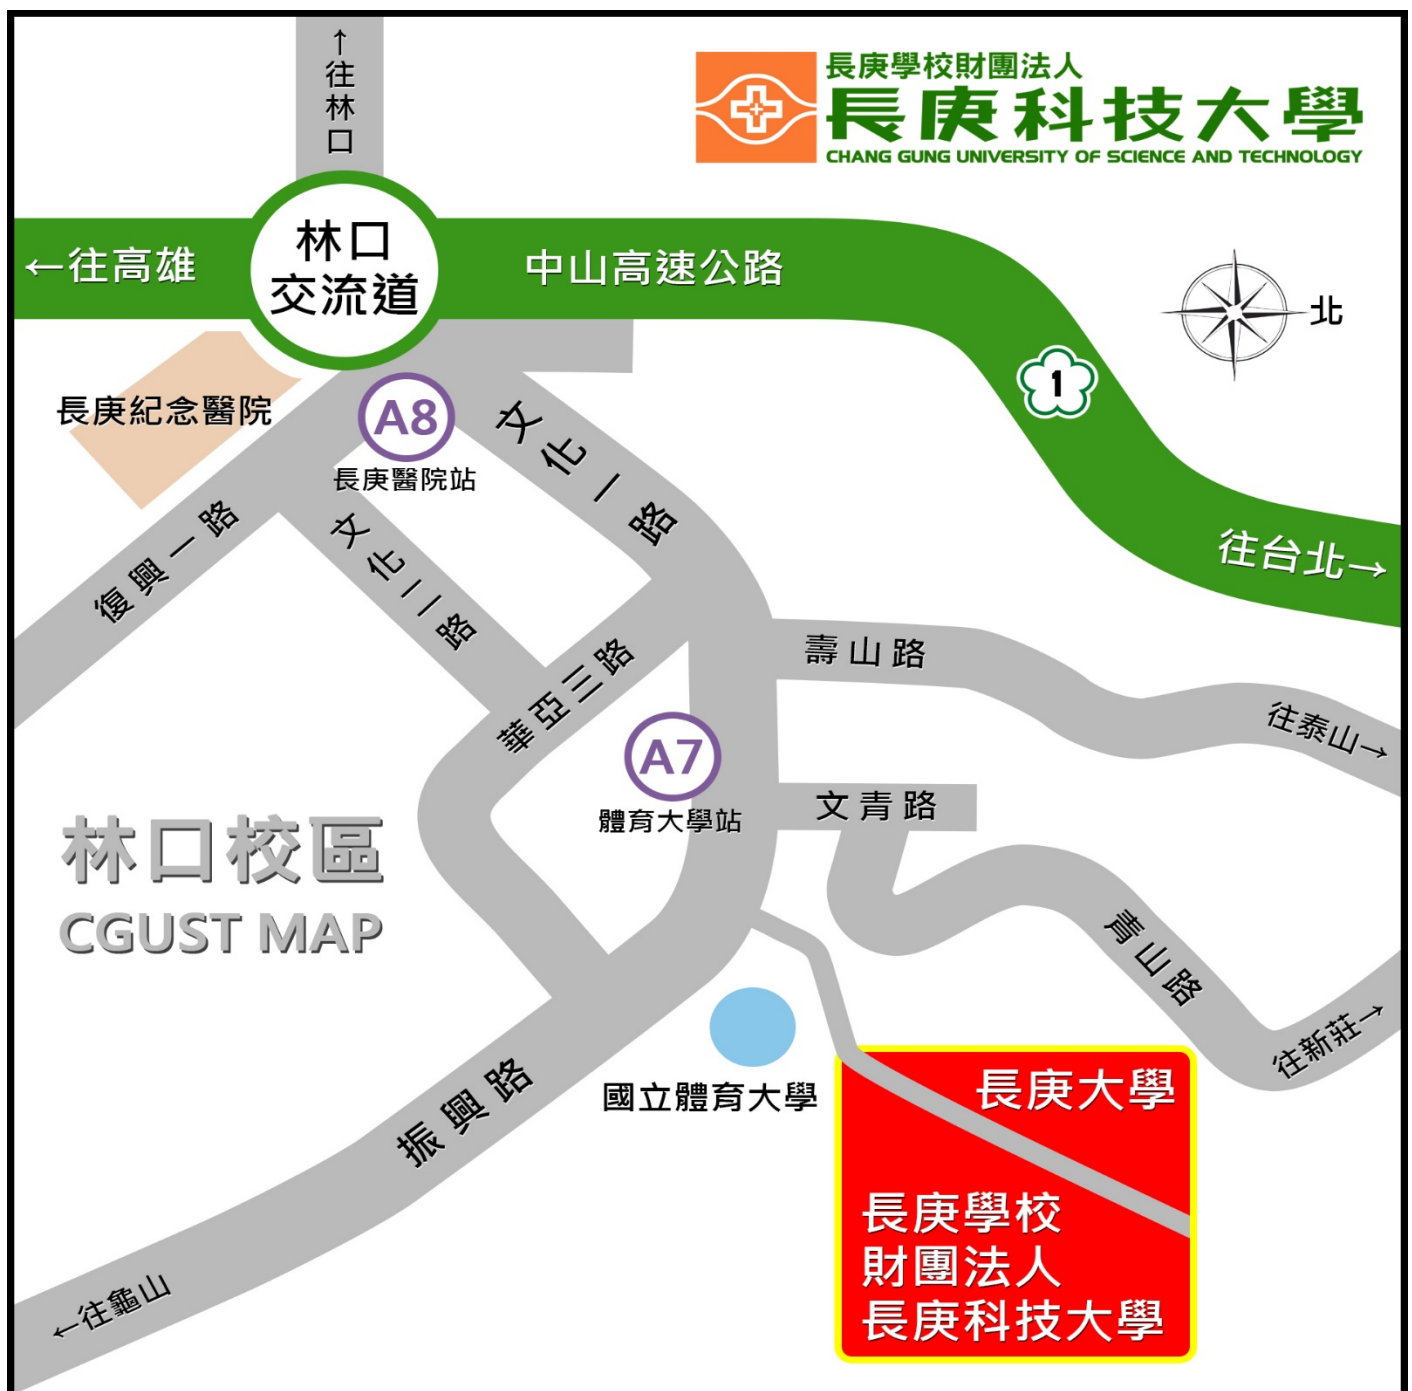 ↑往林口
長庚學校財團法人
長庚科技大學
CHANG GUNG UNIVERSITY OF SCIENCE AND TECHNOLOGY
林口
交流道
←往高雄
中山高速公路
北
1
長庚紀念醫院
A8
長庚醫院站
文化一路
復興一路
文化二路
往台北→
華亞三路
壽山路
往泰山→
A7
體育大學站
文青路
林口校區
CGUST MAP
青山路
往新莊→
國立體育大學
振興路
長庚大學
長庚學校
財團法人
長庚科技大學
←往龜山